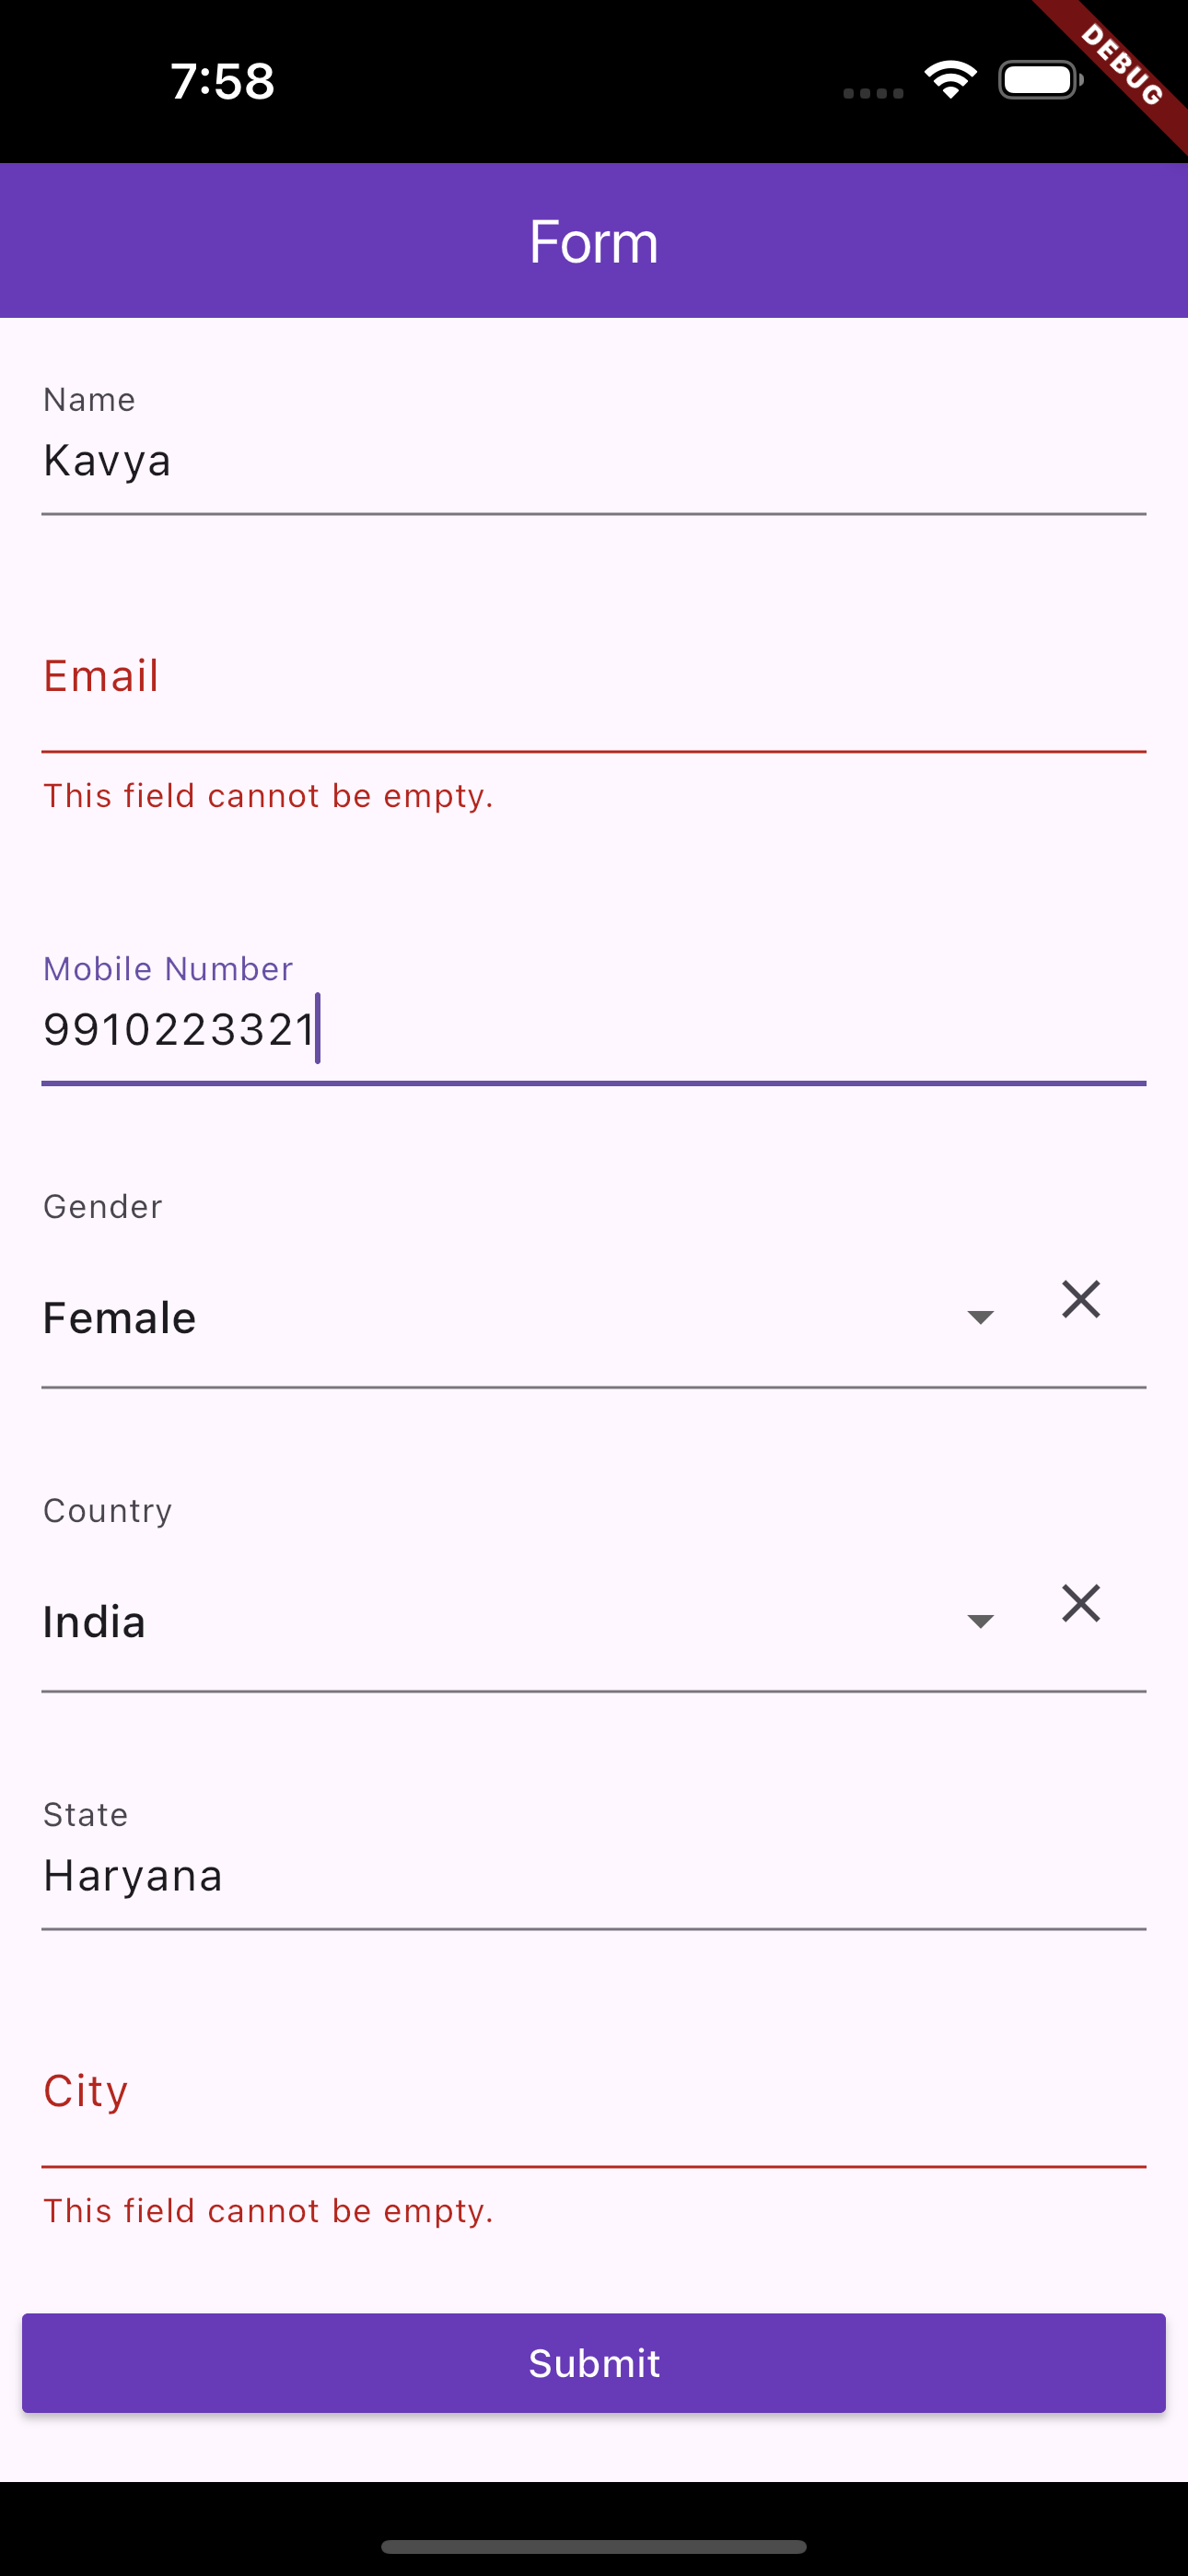 7:58
DEBUG
Form
Name
Kavya
Email
This field cannot be empty.
Mobile Number
9910223321
Gender
Female
Country
India
State
Haryana
City
This field cannot be empty.
Submit